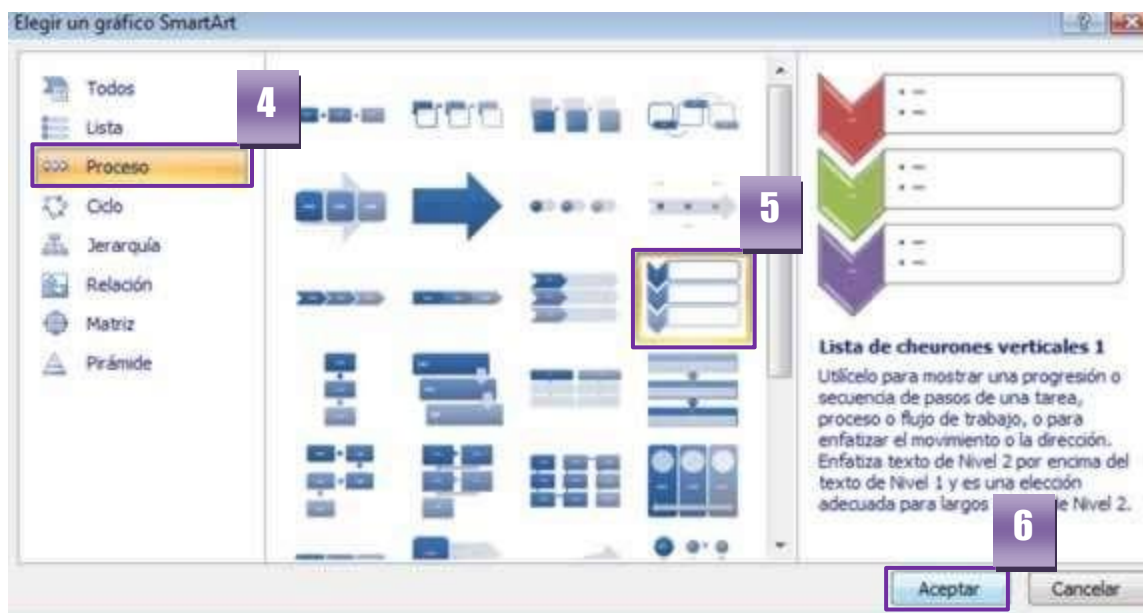 Elegir un gráfico SmartArt
Todos
Lista
Proceso
Ciclo
Jerarquía
Relación
Matriz
Pirámide
4
5
Lista de cheurones verticales 1
Utilícelo para mostrar una progresión o
secuencia de pasos de una tarea,
proceso o flujo de trabajo, o para
enfatizar el movimiento o la dirección.
Enfatiza texto de Nivel 2 por encima del
texto de Nivel 1 y es una elección
adecuada para largos e Nivel 2.
6
Aceptar
Cancelar